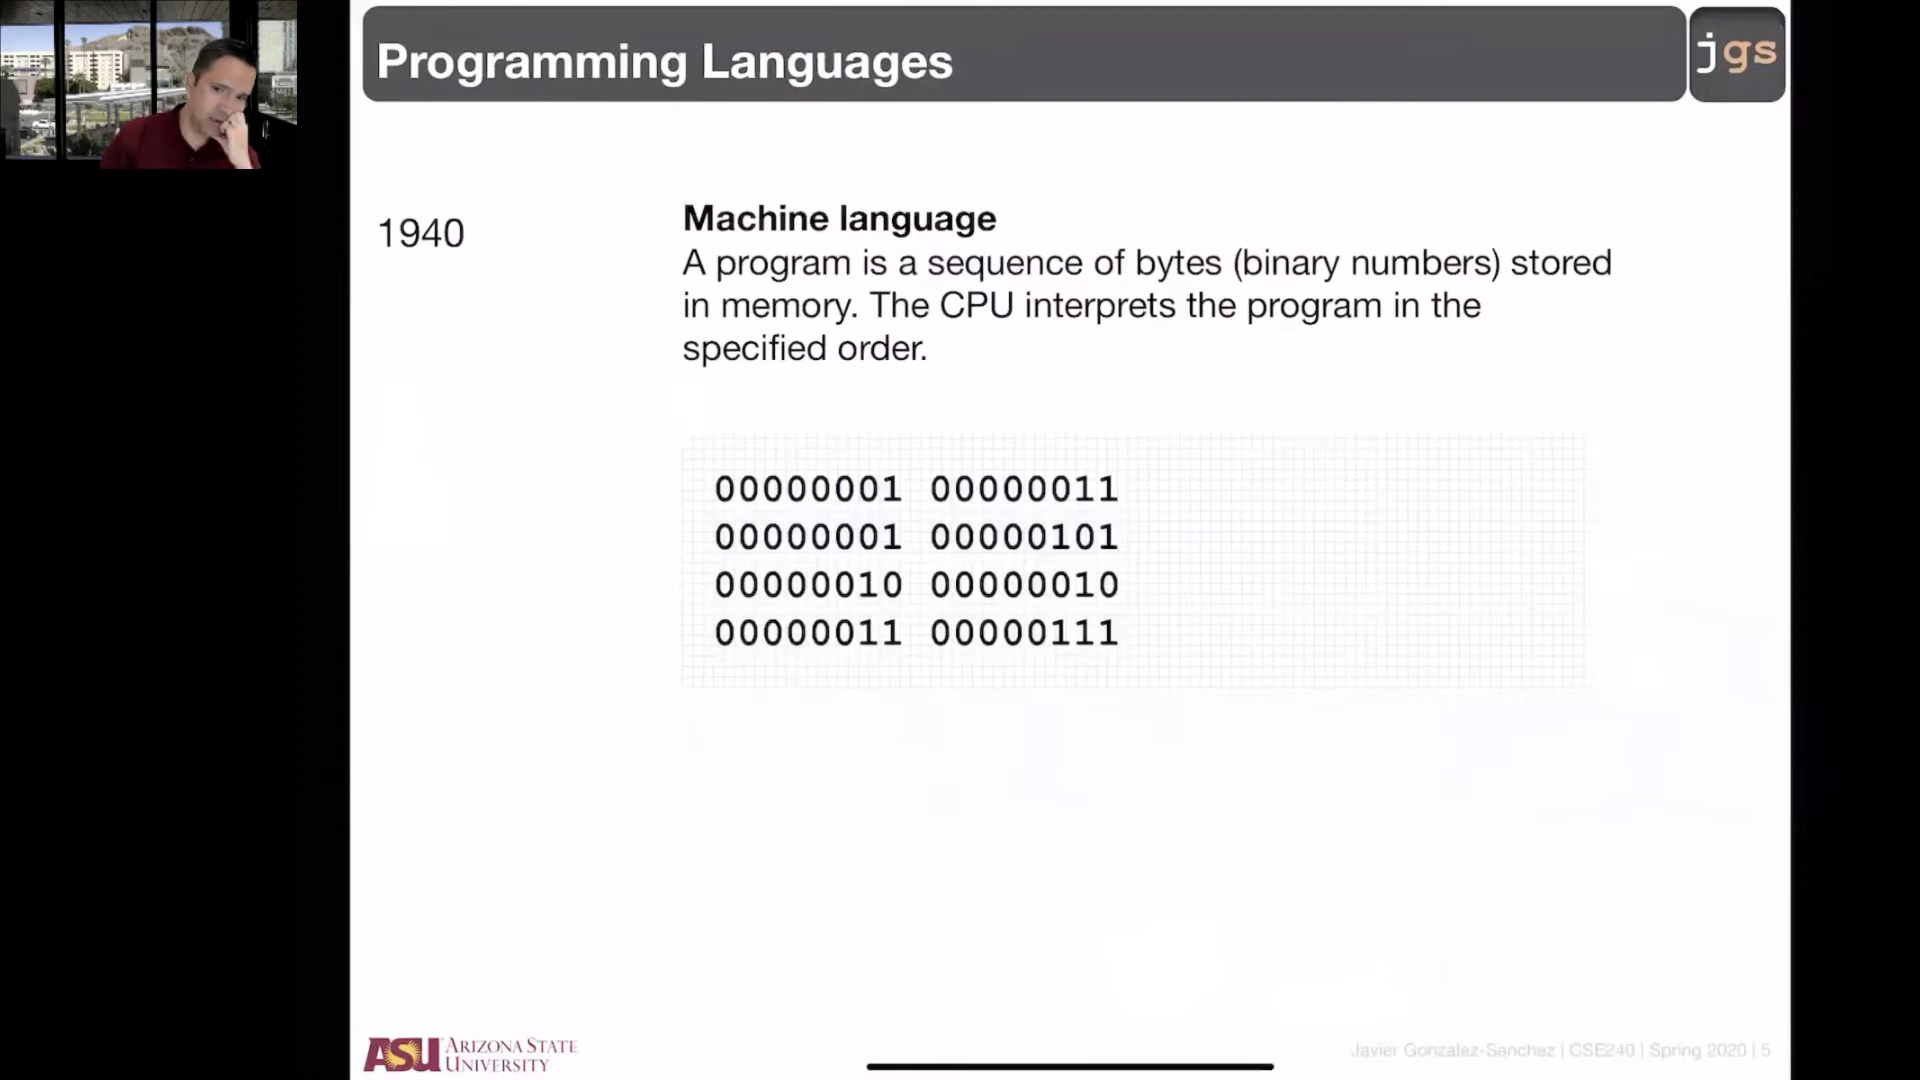 Programming Languages
jgs
1940
Machine language
A program is a sequence of bytes (binary numbers) stored
in memory. The CPU interprets the program in the
specified order.
00000001 00000011
00000001 00000101
00000010 00000010
00000011 00000111
ASU ARIZONA STATE
UNIVERSITY
Javier Gonzalez-Sanchez | CSE240 | Spring 2020 | 5